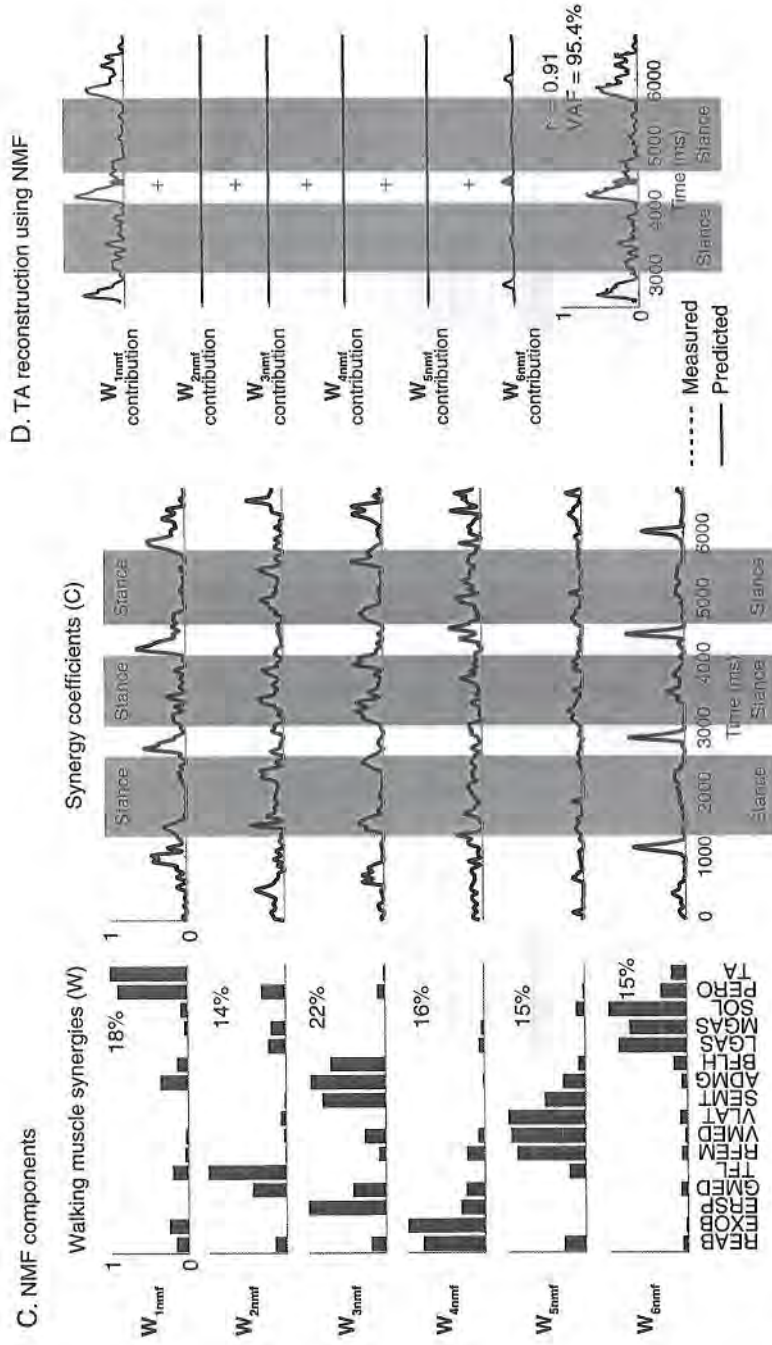 C. NMF components
Walking muscle synergies (W)
Synergy coefficients (C)
1
0
W1nmf
18%
W2nmf
14%
W3nmf
22%
W4nmf
16%
W5nmf
15%
W6nmf
15%
REAB
EXOB
ERSP
GMED
TFL
RFEM
VMED
VLAT
SEMT
ADMG
BFLH
LGAS
MGAS
SOL
PERO
TA
1
0
Stance
Stance
Stance
0
1000
2000
3000
4000
5000
6000
Time (ms)
Stance
Stance
Stance
D. TA reconstruction using NMF
W1nmf
contribution
+
W2nmf
contribution
+
W3nmf
contribution
+
W4nmf
contribution
+
W5nmf
contribution
+
W6nmf
contribution
r² = 0.91
VAF = 95.4%
1
0
3000
4000
5000
6000
Time (ms)
Stance
Stance
Measured
Predicted